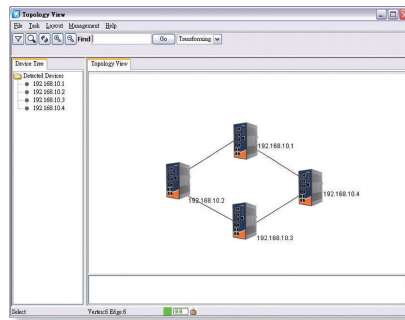 Topology View
File Task Layout Management Help
Find Go Transforming
Device Tree
Topology View
Detected Devices
192.168.10.1
192.168.10.2
192.168.10.3
192.168.10.4
192.168.10.1
192.168.10.2
192.168.10.4
192.168.10.3
Select Vertex:6 Edge:6